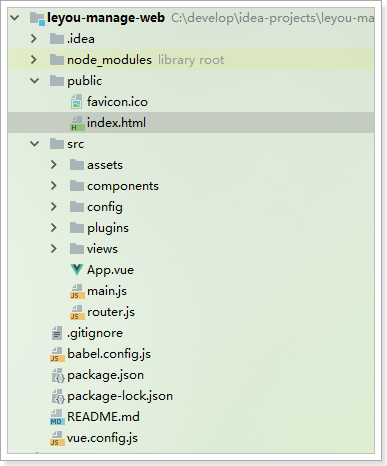 leyou-manage-web C:\develop\idea-projects\leyou-ma
.idea
node_modules library root
public
favicon.ico
index.html
src
assets
components
config
plugins
views
App.vue
main.js
router.js
.gitignore
babel.config.js
package.json
package-lock.json
README.md
vue.config.js